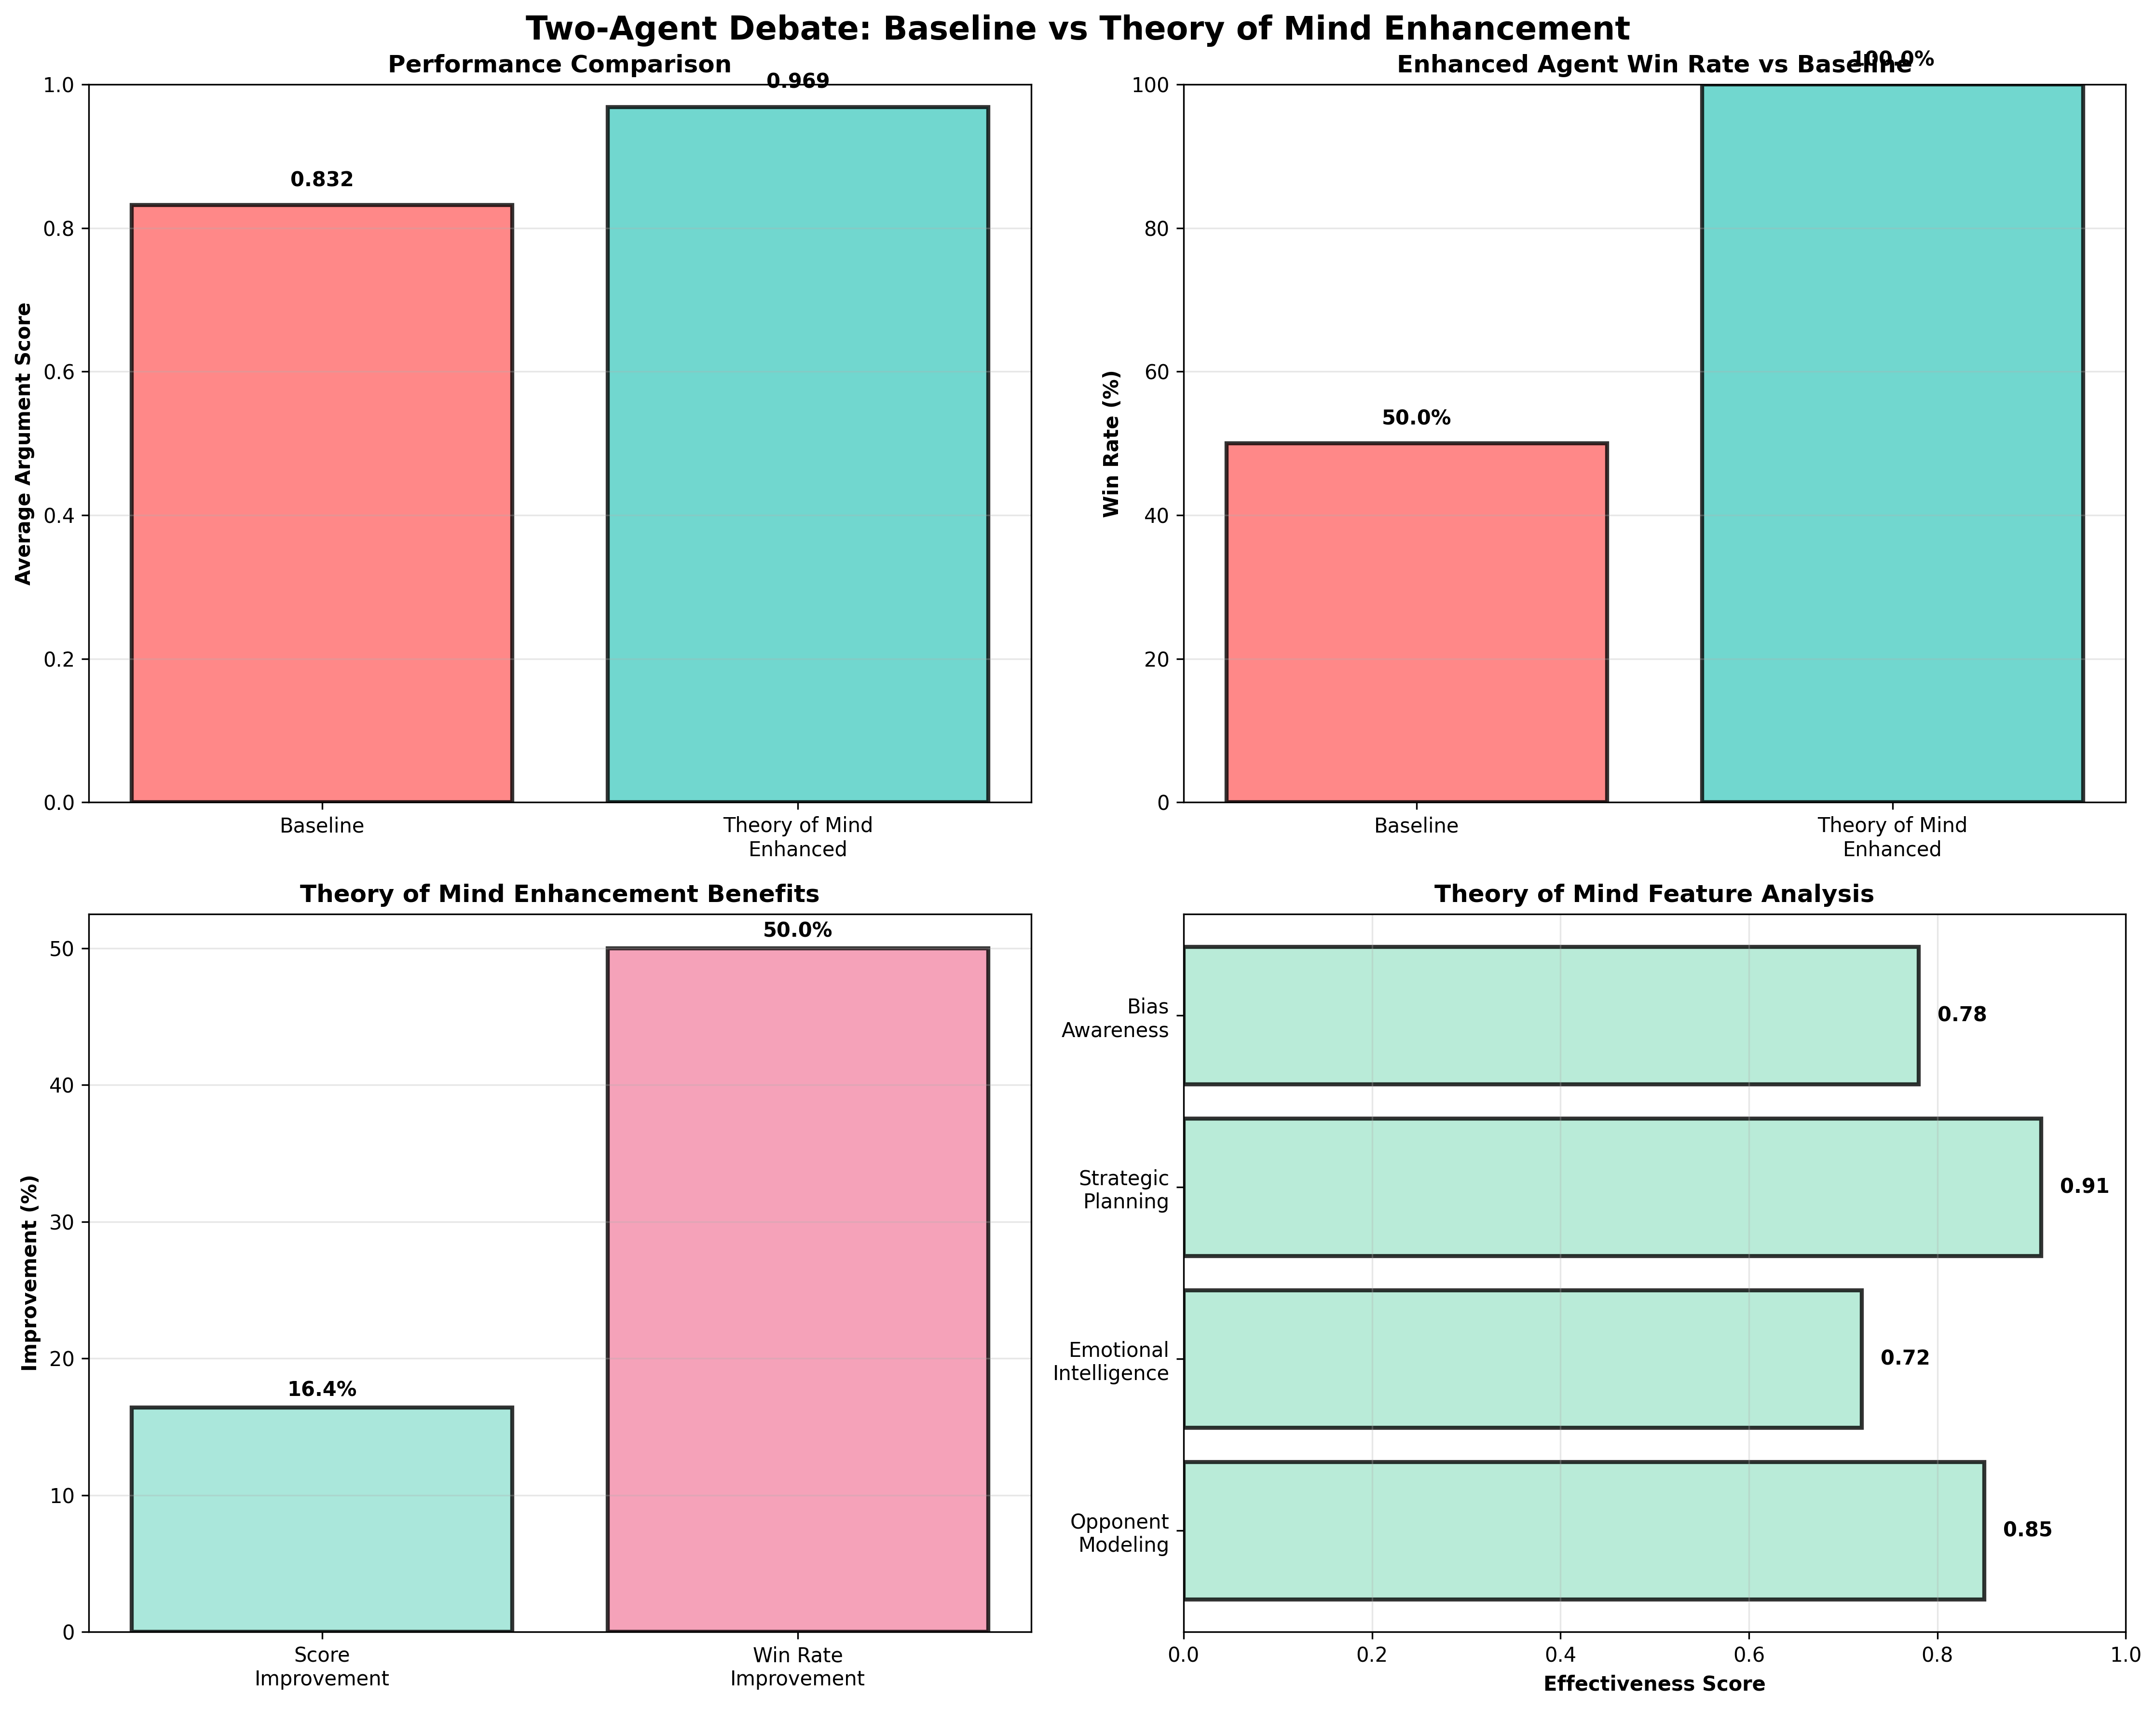 Two-Agent Debate: Baseline vs Theory of Mind Enhancement
Performance Comparison
Average Argument Score
1.0
0.8
0.6
0.4
0.2
0.0
0.832
0.969
Baseline
Theory of Mind
Enhanced
Enhanced Agent Win Rate vs Baseline
Win Rate (%)
100
80
60
40
20
0
50.0%
100.0%
Baseline
Theory of Mind
Enhanced
Theory of Mind Enhancement Benefits
Improvement (%)
50
40
30
20
10
0
16.4%
50.0%
Score
Improvement
Win Rate
Improvement
Theory of Mind Feature Analysis
Bias
Awareness
0.78
Strategic
Planning
0.91
Emotional
Intelligence
0.72
Opponent
Modeling
0.85
0.0
0.2
0.4
0.6
0.8
1.0
Effectiveness Score